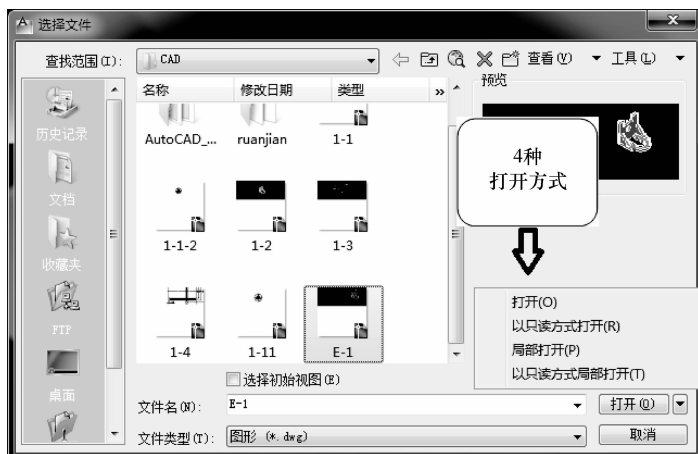 选择文件
查找范围(I):
CAD
查看(V)
工具(L)
名称
修改日期
类型
»
预览
历史记录
文档
收藏夹
FTP
桌面
AutoCAD_...
ruanjian
1-1
1-1-2
1-2
1-3
1-4
1-11
E-1
4种
打开方式
打开(O)
以只读方式打开(R)
局部打开(P)
以只读方式局部打开(T)
选择初始视图(E)
文件名(N):
E-1
打开(O)
文件类型(T):
图形 (*.dwg)
取消